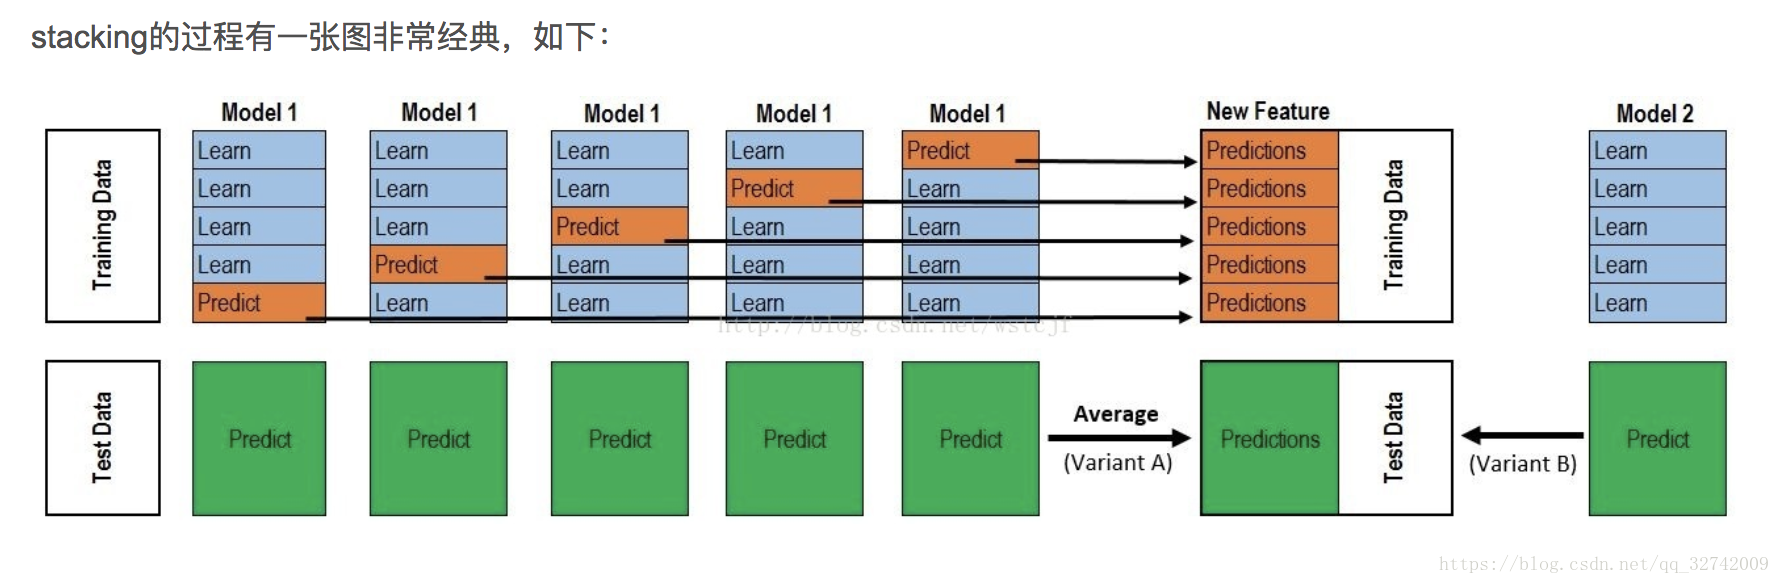 stacking的过程有一张图非常经典，如下：
Model 1 Model 1 Model 1 Model 1 Model 1 New Feature Model 2
Training Data
Learn Learn Learn Learn Predict Predictions Learn
Learn Learn Learn Predict Learn Predictions Learn
Learn Learn Predict Learn Learn Predictions Learn
Learn Predict Learn Learn Learn Predictions Learn
Predict Learn Learn Learn Learn Predictions Learn
Training Data
http://blog.csdn.net/wstcjf
Test Data
Predict Predict Predict Predict Predict Predictions Predict
Average
(Variant A)
Test Data
(Variant B)
https://blog.csdn.net/qq_32742009